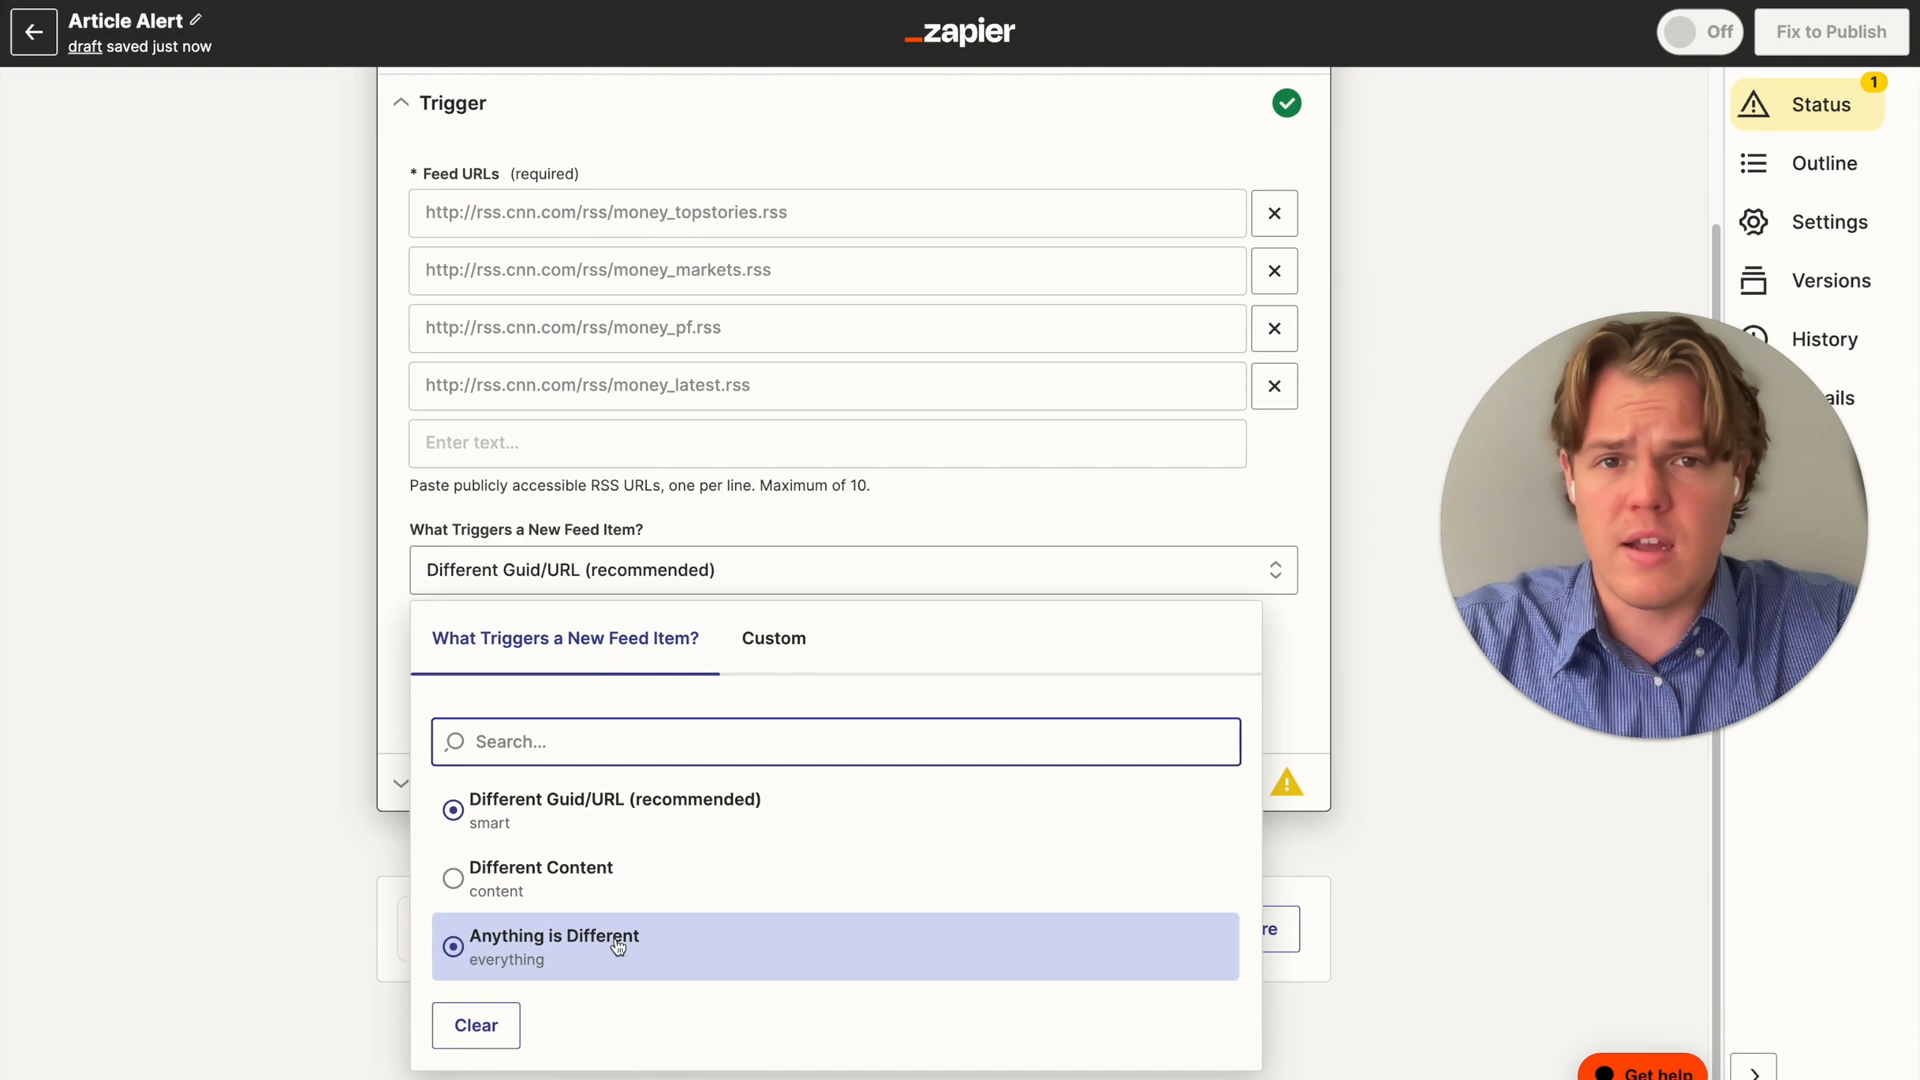 Article Alert
draft saved just now
zapier
Off
Fix to Publish
Trigger
* Feed URLs (required)
http://rss.cnn.com/rss/money_topstories.rss
http://rss.cnn.com/rss/money_markets.rss
http://rss.cnn.com/rss/money_pf.rss
http://rss.cnn.com/rss/money_latest.rss
Enter text...
Paste publicly accessible RSS URLs, one per line. Maximum of 10.
What Triggers a New Feed Item?
Different Guid/URL (recommended)
What Triggers a New Feed Item?
Custom
Search...
Different Guid/URL (recommended)
smart
Different Content
content
Anything is Different
everything
Clear
re
1
Status
Outline
Settings
Versions
History
ails
Get help